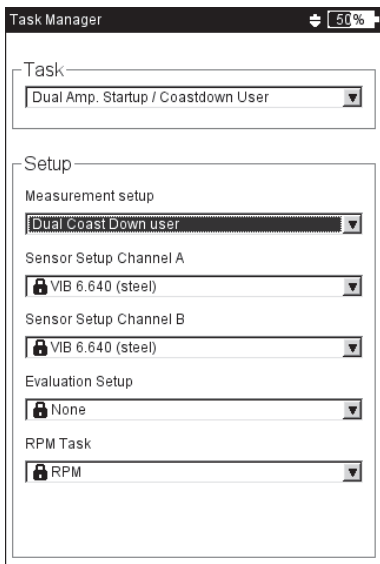 Task Manager 50%
Task
Dual Amp. Startup / Coastdown User
Setup
Measurement setup
Dual Coast Down user
Sensor Setup Channel A
VIB 6.640 (steel)
Sensor Setup Channel B
VIB 6.640 (steel)
Evaluation Setup
None
RPM Task
RPM